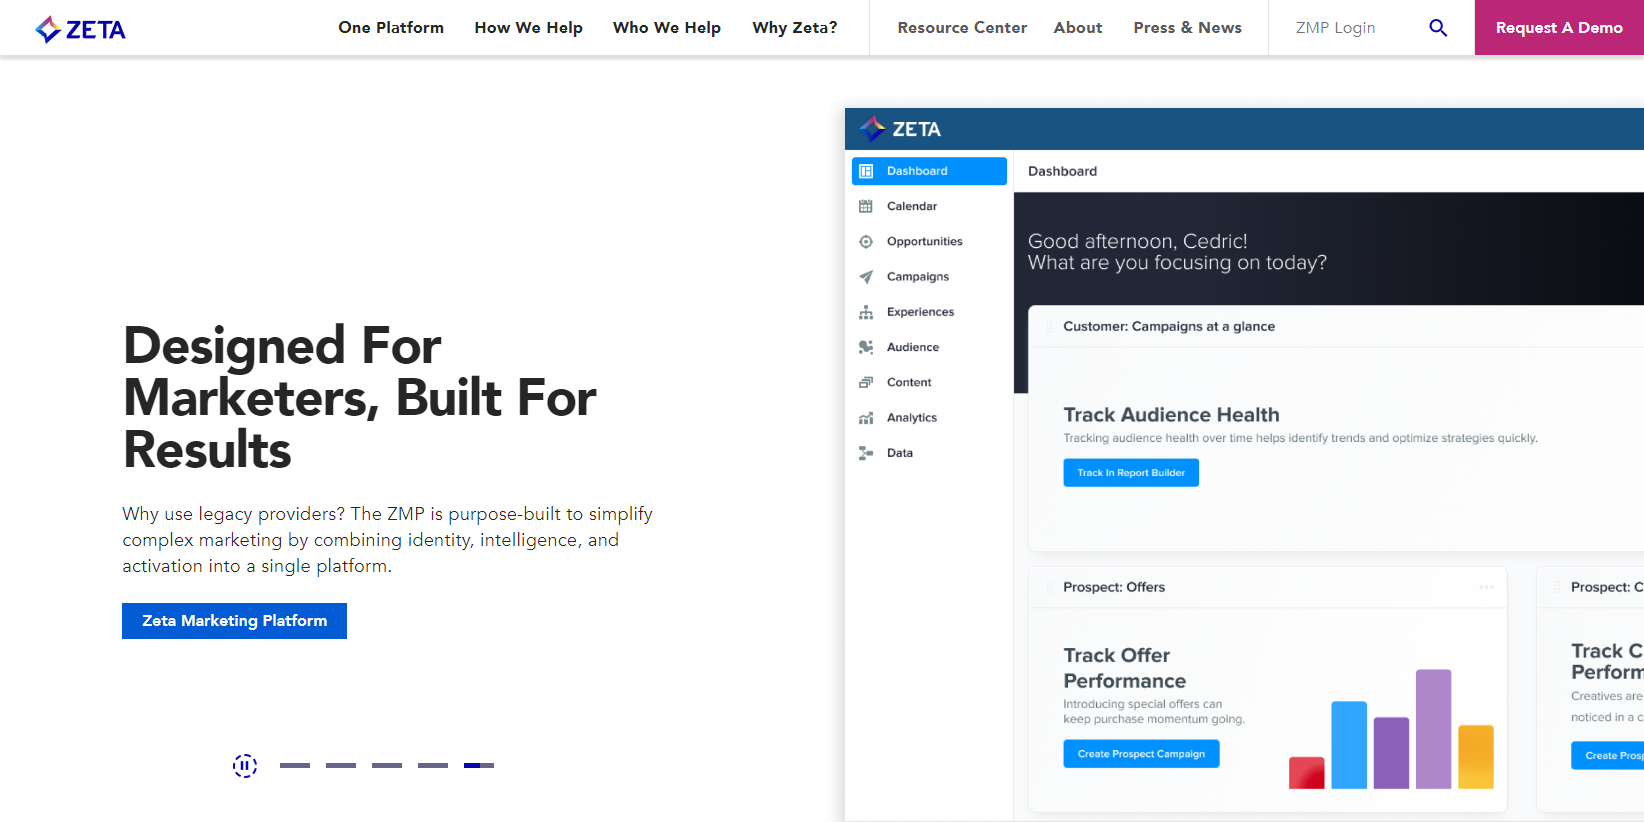 ZETA
One Platform
How We Help
Who We Help
Why Zeta?
Resource Center
About
Press & News
ZMP Login
Request A Demo
Designed For
Marketers, Built For
Results
Why use legacy providers? The ZMP is purpose-built to simplify
complex marketing by combining identity, intelligence, and
activation into a single platform.
Zeta Marketing Platform
ZETA
Dashboard
Calendar
Opportunities
Campaigns
Experiences
Audience
Content
Analytics
Data
Dashboard
Good afternoon, Cedric!
What are you focusing on today?
Customer: Campaigns at a glance
Track Audience Health
Tracking audience health over time helps identify trends and optimize strategies quickly.
Track In Report Builder
Prospect: Offers
Track Offer
Performance
Introducing special offers can
keep purchase momentum going.
Create Prospect Campaign
Prospect: C
Track C
Perform
Creatives are
noticed in a c
Create Prosp